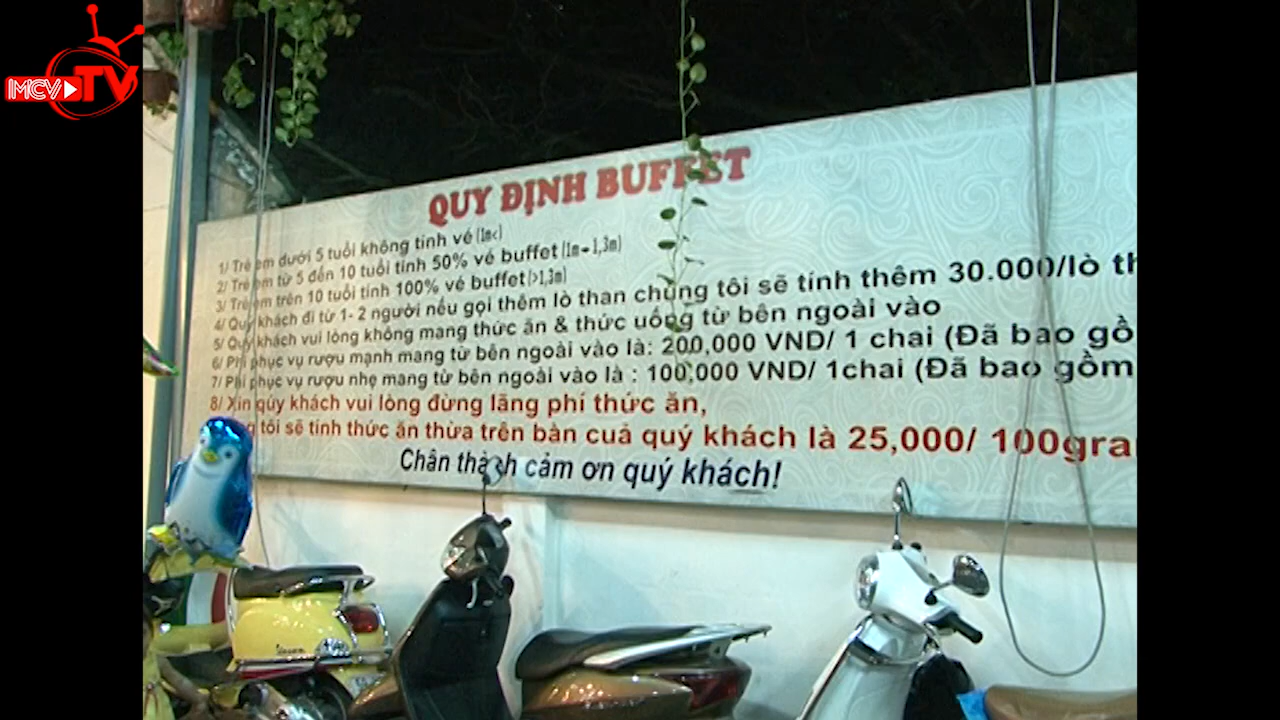 MCV TV
QUY ĐỊNH BUFFET
1/ Trẻ em dưới 5 tuổi không tính vé (1m<)
2/ Trẻ em từ 5 đến 10 tuổi tính 50% vé buffet (1m - 1,3m)
3/ Trẻ em trên 10 tuổi tính 100% vé buffet (>1,3m)
4/ Quý khách đi từ 1- 2 người nếu gọi thêm lò than chúng tôi sẽ tính thêm 30.000/lò
5/ Quý khách vui lòng không mang thức ăn & thức uống từ bên ngoài vào
6/ Phí phục vụ rượu mạnh mang từ bên ngoài vào là: 200,000 VND/ 1 chai (Đã bao
7/ Phí phục vụ rượu nhẹ mang từ bên ngoài vào là : 100,000 VND/ 1chai (Đã bao gồm
8/ Xin qúy khách vui lòng đừng lãng phí thức ăn,
tôi sẽ tính thức ăn thừa trên bàn cuả quý khách là 25,000/ 100gra
Chân thành cảm ơn quý khách!